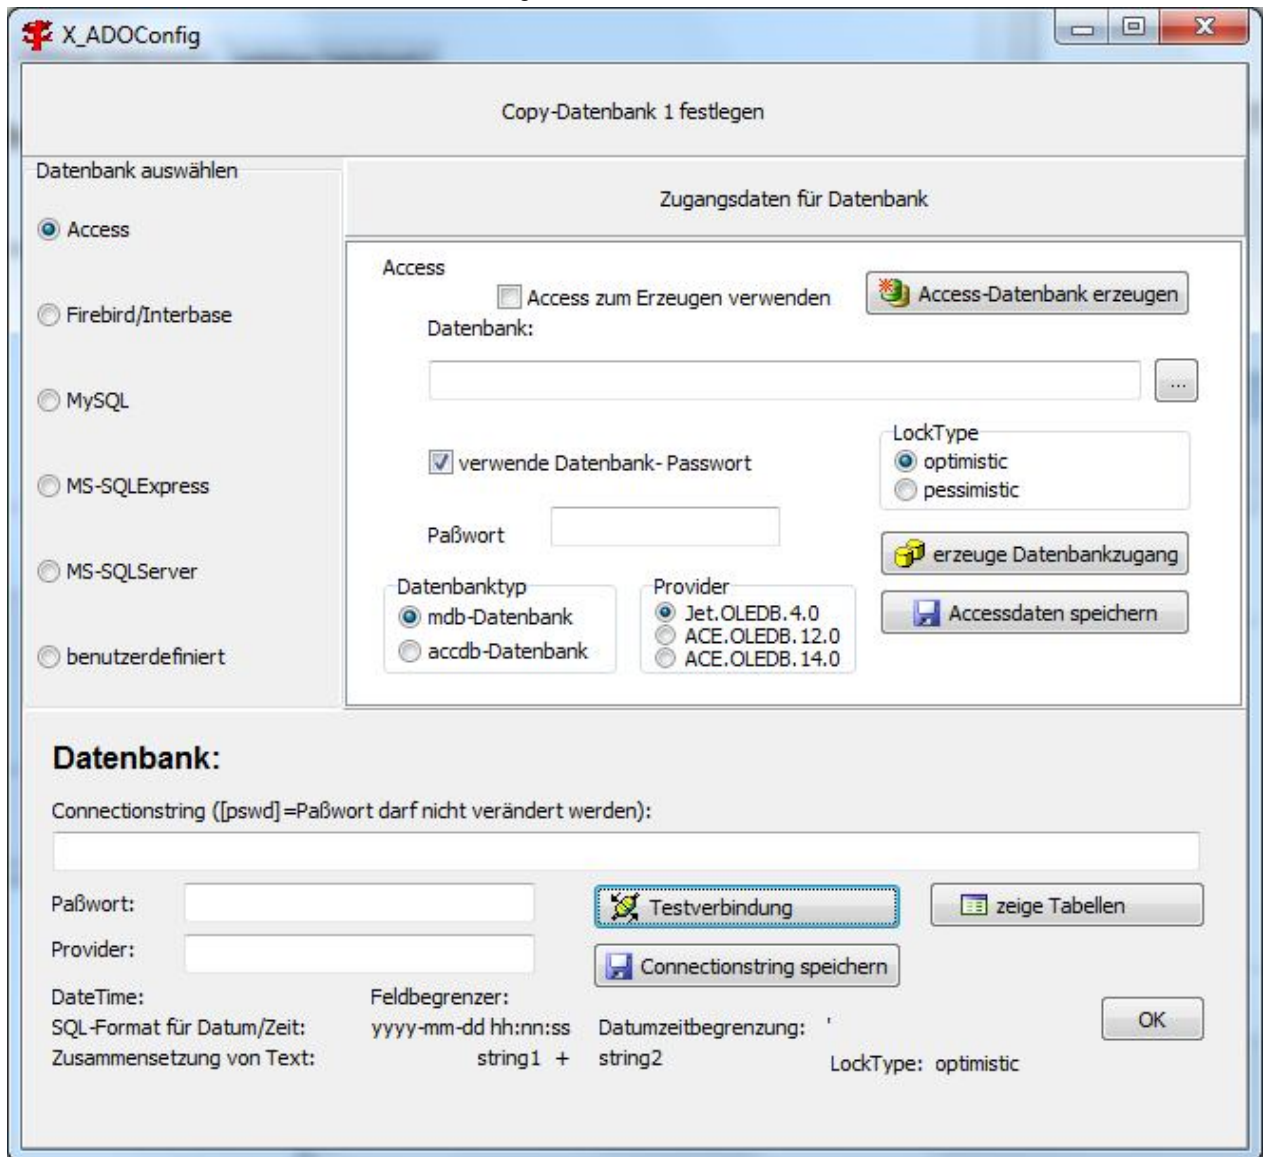 X_ADOConfig
Copy-Datenbank 1 festlegen
Datenbank auswählen
Access
Firebird/Interbase
MySQL
MS-SQLExpress
MS-SQLServer
benutzerdefiniert
Zugangsdaten für Datenbank
Access
Access zum Erzeugen verwenden
Access-Datenbank erzeugen
Datenbank:
...
verwende Datenbank- Passwort
LockType
optimistic
pessimistic
Paßwort
erzeuge Datenbankzugang
Datenbanktyp
mdb-Datenbank
accdb-Datenbank
Provider
Jet.OLEDB.4.0
ACE.OLEDB.12.0
ACE.OLEDB.14.0
Accessdaten speichern
Datenbank:
Connectionstring ([pswd]=Paßwort darf nicht verändert werden):
Paßwort:
Testverbindung
zeige Tabellen
Provider:
Connectionstring speichern
DateTime: Feldbegrenzer:
SQL-Format für Datum/Zeit: yyyy-mm-dd hh:nn:ss Datumzeitbegrenzung: '
OK
Zusammensetzung von Text: string1 + string2
LockType: optimistic